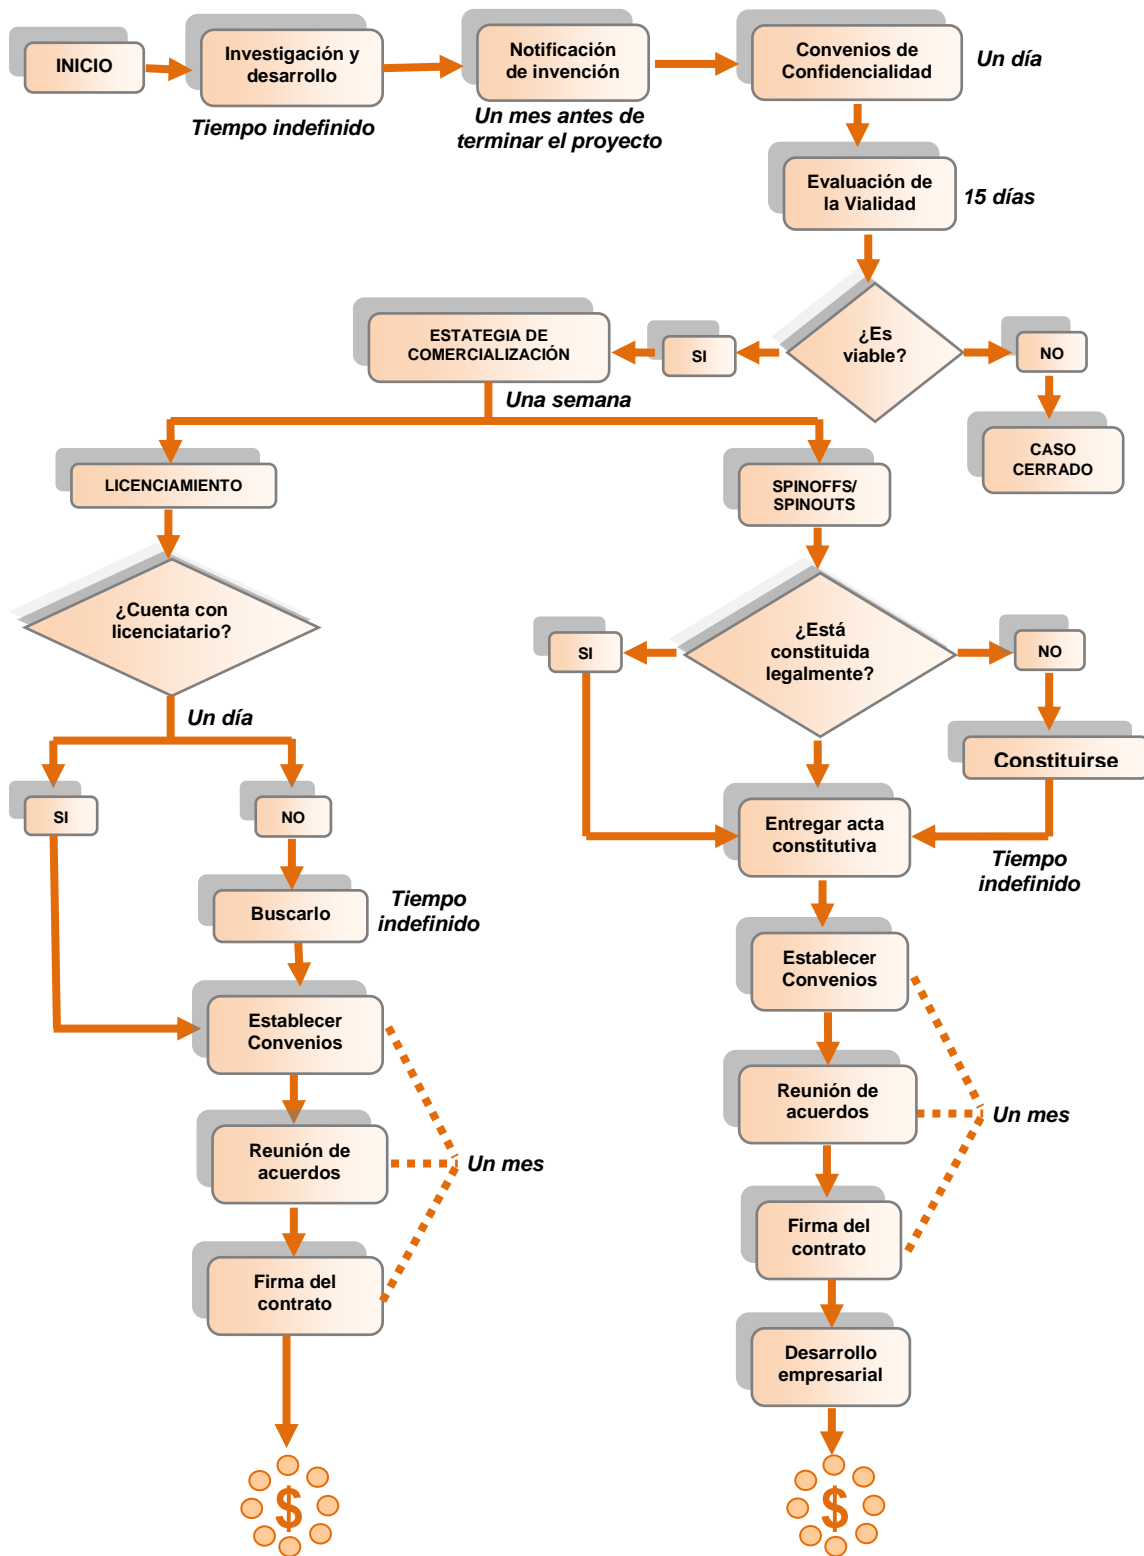 INICIO
Investigación y
desarrollo
Notificación
de invención
Convenios de
Confidencialidad
Un día
Tiempo indefinido
Un mes antes de
terminar el proyecto
Evaluación de
la Vialidad
15 días
ESTATEGIA DE
COMERCIALIZACIÓN
SI
¿Es
viable?
NO
Una semana
CASO
CERRADO
LICENCIAMIENTO
SPINOFFS/
SPINOUTS
¿Cuenta con
licenciatario?
SI
¿Está
constituida
legalmente?
NO
Un día
Constituirse
SI
NO
Entregar acta
constitutiva
Tiempo
indefinido
Buscarlo
Tiempo
indefinido
Establecer
Convenios
Establecer
Convenios
Reunión de
acuerdos
Un mes
Reunión de
acuerdos
Un mes
Firma del
contrato
Firma del
contrato
Desarrollo
empresarial
$
$